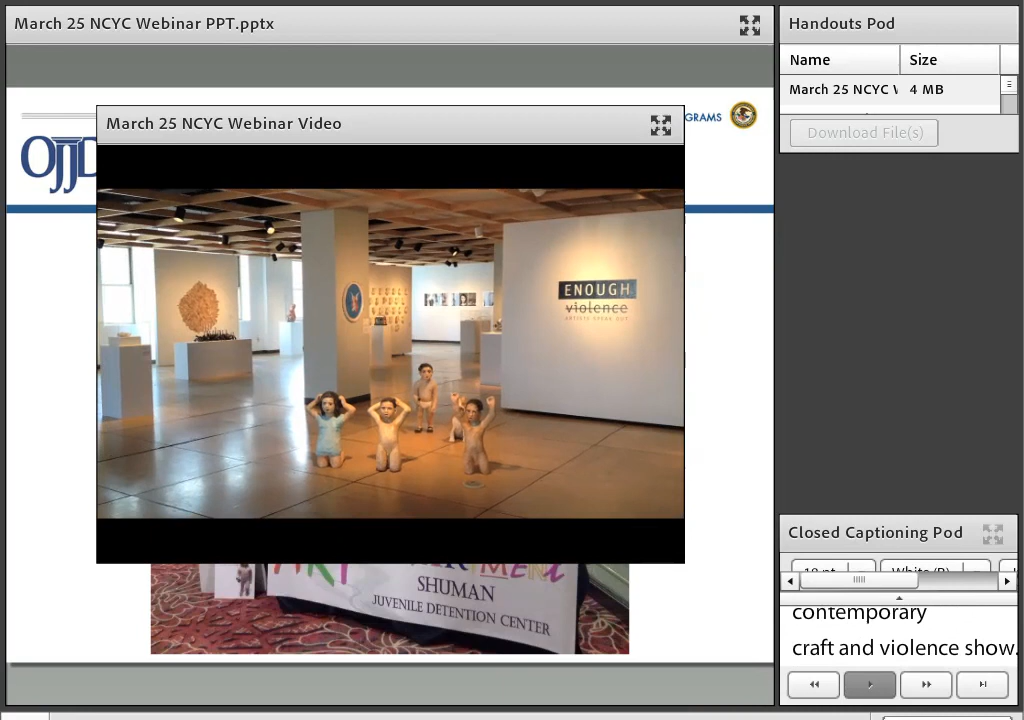 March 25 NCYC Webinar PPT.pptx
Handouts Pod
Name Size
March 25 NCYC 4 MB
Download File(s)
GRAMS
OJJD
March 25 NCYC Webinar Video
ENOUGH
violence
ARTISTS SPEAK OUT
ART
SHUMAN
JUVENILE DETENTION CENTER
Closed Captioning Pod
contemporary
craft and violence show.